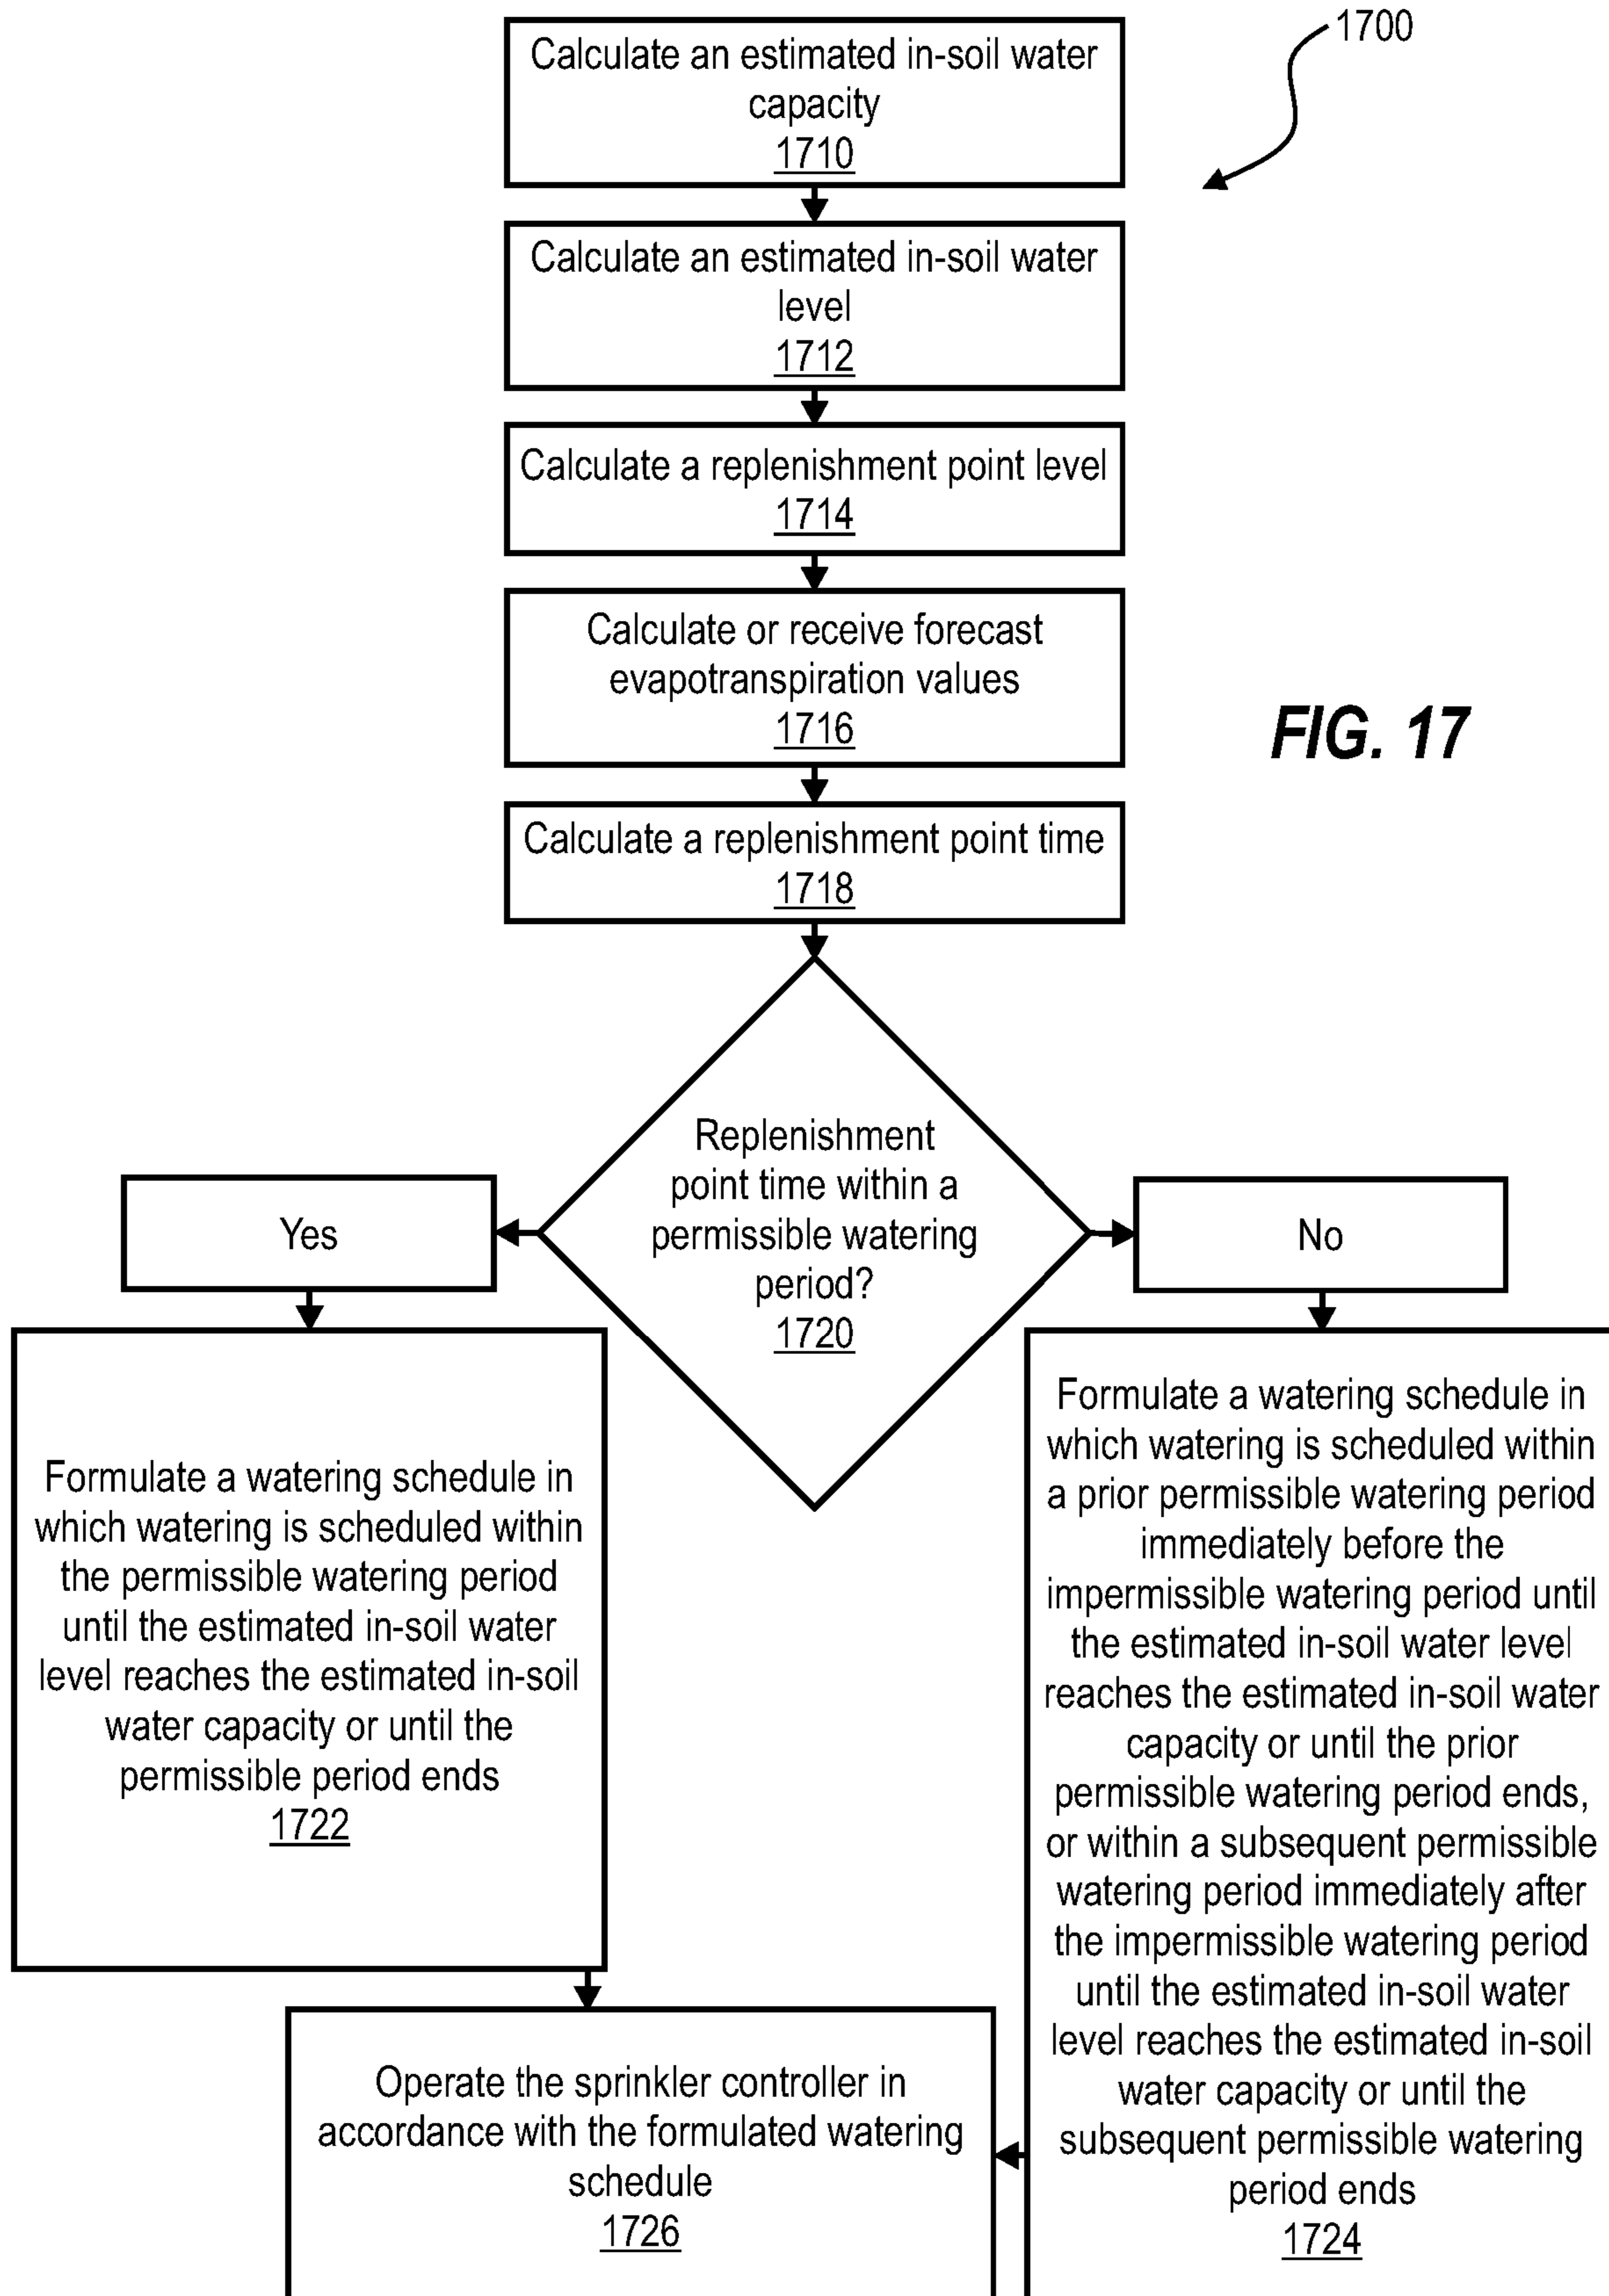 1700
Calculate an estimated in-soil water
capacity
1710
Calculate an estimated in-soil water
level
1712
Calculate a replenishment point level
1714
Calculate or receive forecast
evapotranspiration values
1716
FIG. 17
Calculate a replenishment point time
1718
Replenishment
point time within a
permissible watering
period?
1720
Yes
No
Formulate a watering schedule in
which watering is scheduled within
the permissible watering period
until the estimated in-soil water
level reaches the estimated in-soil
water capacity or until the
permissible period ends
1722
Formulate a watering schedule in
which watering is scheduled within
a prior permissible watering period
immediately before the
impermissible watering period until
the estimated in-soil water level
reaches the estimated in-soil water
capacity or until the prior
permissible watering period ends,
or within a subsequent permissible
watering period immediately after
the impermissible watering period
until the estimated in-soil water
level reaches the estimated in-soil
water capacity or until the
subsequent permissible watering
period ends
1724
Operate the sprinkler controller in
accordance with the formulated watering
schedule
1726